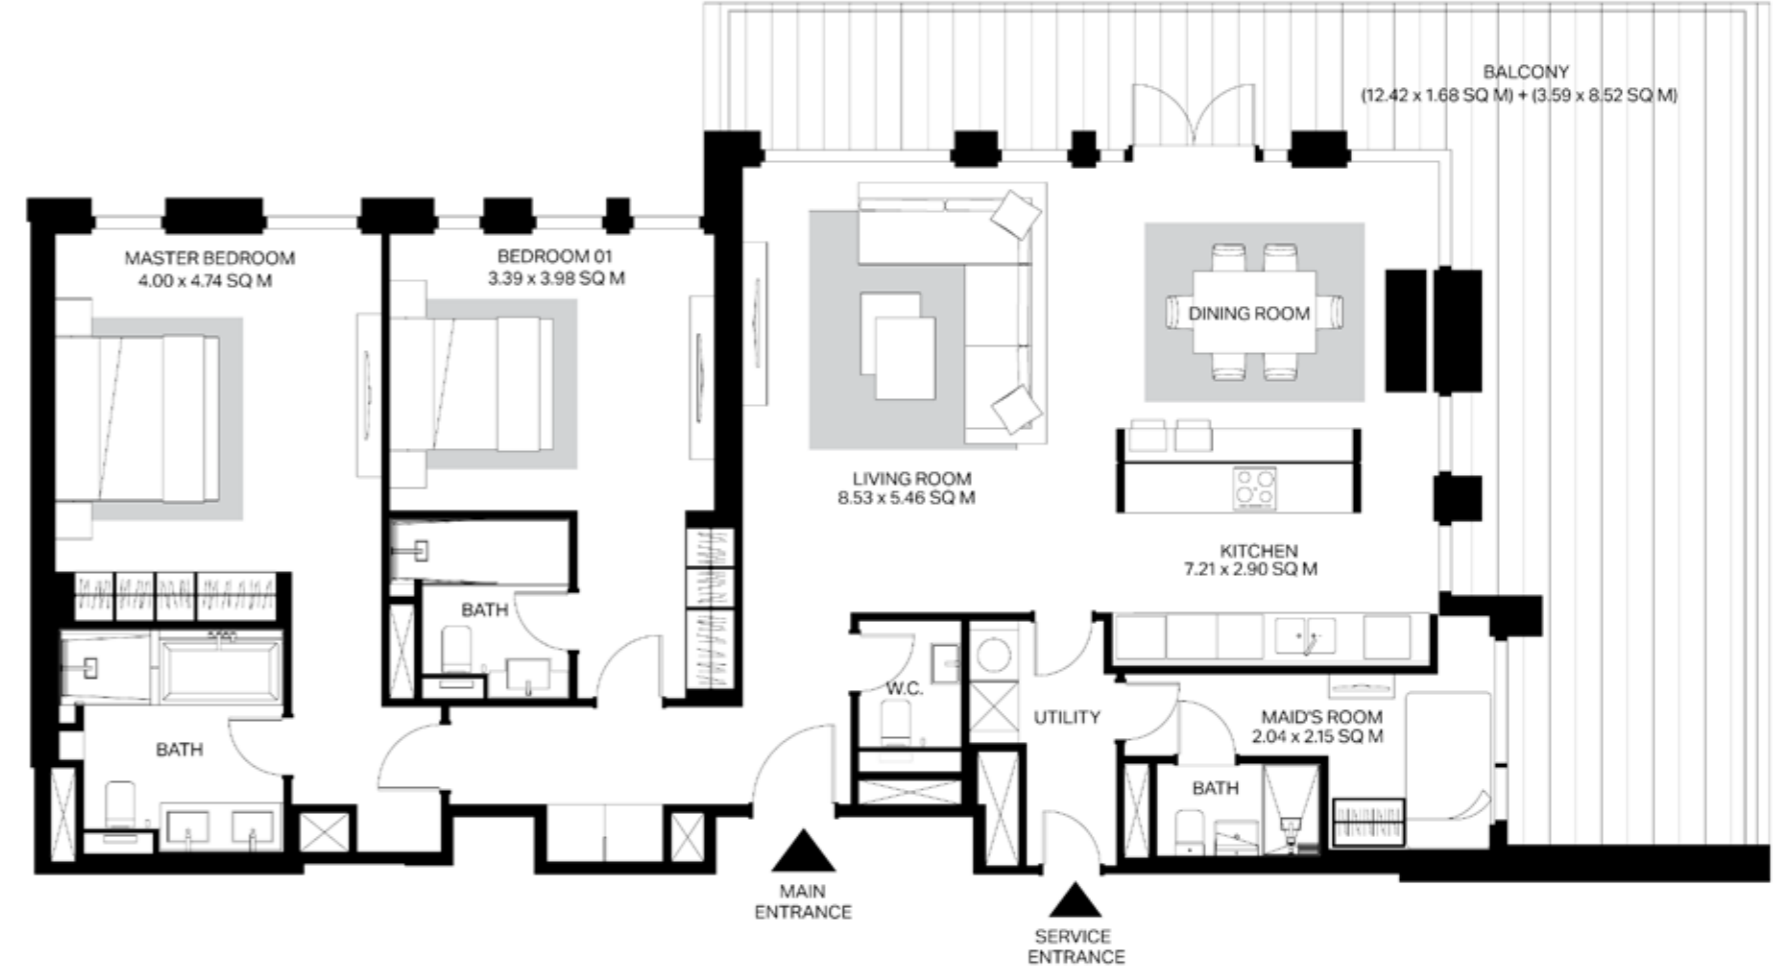 BALCONY
(12.42 x 1.68 SQ M) + (3.59 x 8.52 SQ M)
MASTER BEDROOM
4.00 x 4.74 SQ M
BEDROOM 01
3.39 x 3.98 SQ M
DINING ROOM
LIVING ROOM
8.53 x 5.46 SQ M
KITCHEN
7.21 x 2.90 SQ M
BATH
W.C.
UTILITY
MAID'S ROOM
2.04 x 2.15 SQ M
BATH
BATH
MAIN
ENTRANCE
SERVICE
ENTRANCE